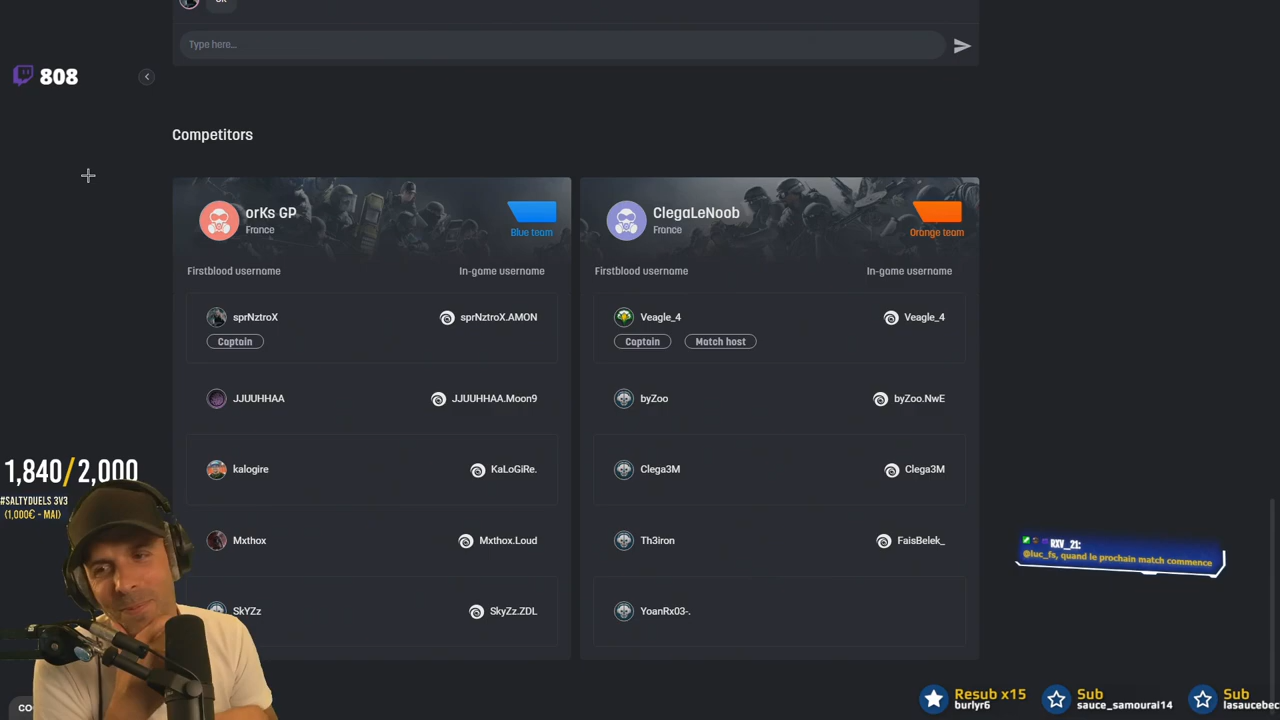 Type here...
808
Competitors
orKs GP
France
Blue team
Firstblood username
In-game username
sprNztroX
sprNztroX.AMON
Captain
JJUUHHAA
JJUUHHAA.Moon9
kalogire
KaLoGiRe.
Mxthox
Mxthox.Loud
SkYZz
SkyZz.ZDL
ClegaLeNoob
France
Orange team
Firstblood username
In-game username
Veagle_4
Veagle_4
Captain
Match host
byZoo
byZoo.NwE
Clega3M
Clega3M
Th3iron
FaisBelek_
YoanRx03-.
1,840/2,000
#SALTYDUELS 3V3
(1,000€ - MAI)
RXV_21:
@luc_fs, quand le prochain match commence
Resub x15
burlyr6
Sub
sauce_samourai14
Sub
lasaucebec